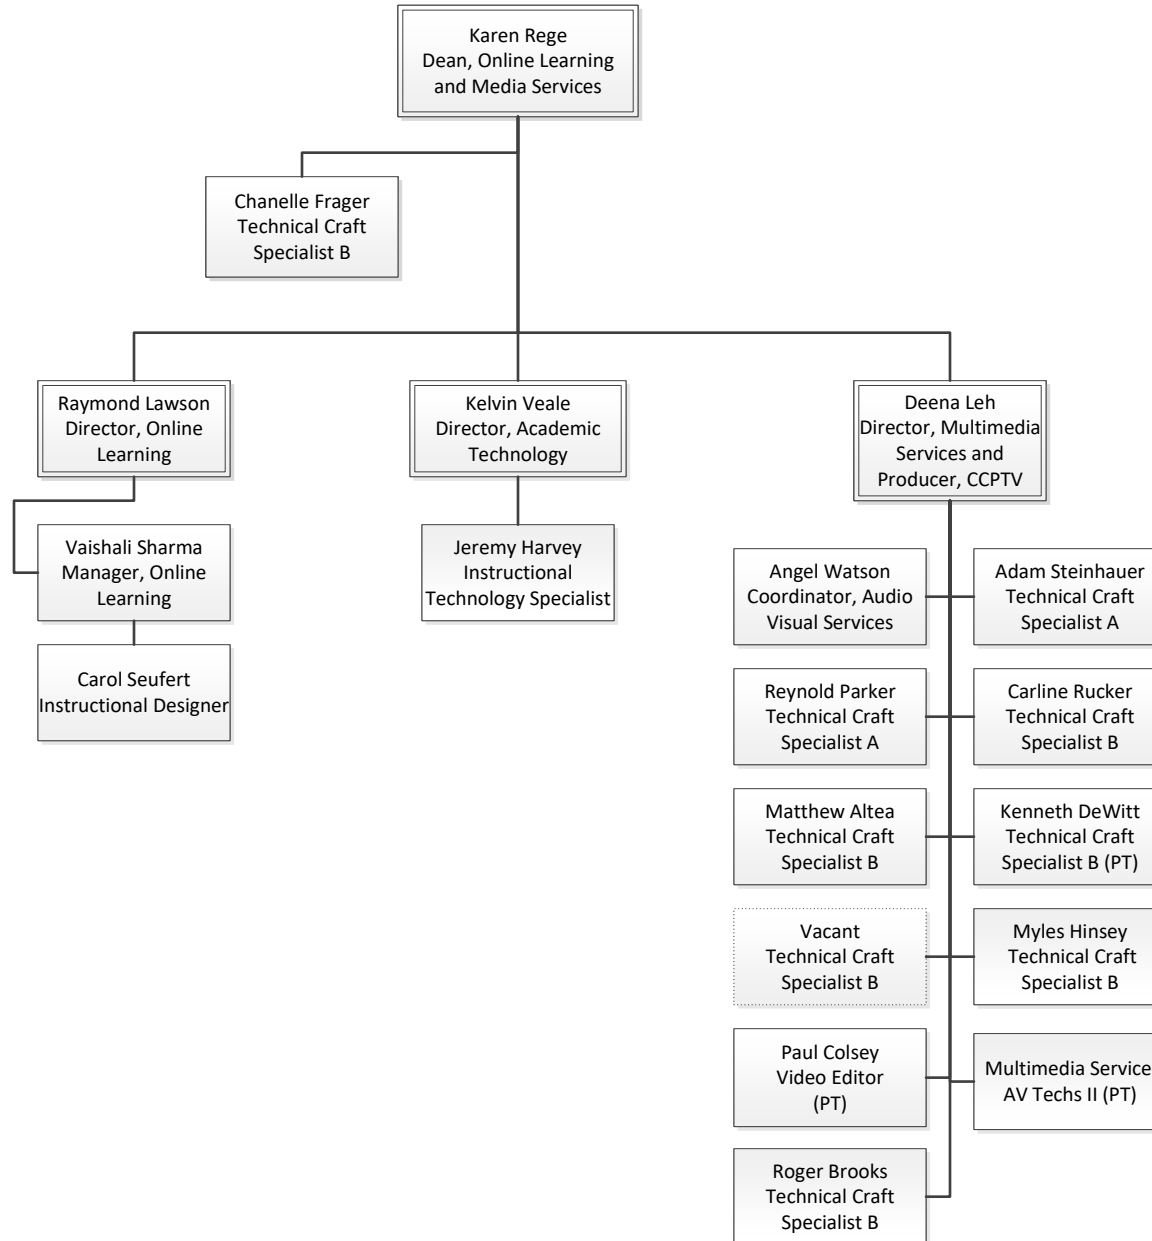 Karen Rege
Dean, Online Learning
and Media Services
Chanelle Frager
Technical Craft
Specialist B
Raymond Lawson
Director, Online
Learning
Kelvin Veale
Director, Academic
Technology
Deena Leh
Director, Multimedia
Services and
Producer, CCPTV
Vaishali Sharma
Manager, Online
Learning
Jeremy Harvey
Instructional
Technology Specialist
Carol Seufert
Instructional Designer
Angel Watson
Coordinator, Audio
Visual Services
Adam Steinhauer
Technical Craft
Specialist A
Reynold Parker
Technical Craft
Specialist A
Carline Rucker
Technical Craft
Specialist B
Matthew Altea
Technical Craft
Specialist B
Kenneth DeWitt
Technical Craft
Specialist B (PT)
Vacant
Technical Craft
Specialist B
Myles Hinsey
Technical Craft
Specialist B
Paul Colsey
Video Editor
(PT)
Multimedia Service
AV Techs II (PT)
Roger Brooks
Technical Craft
Specialist B